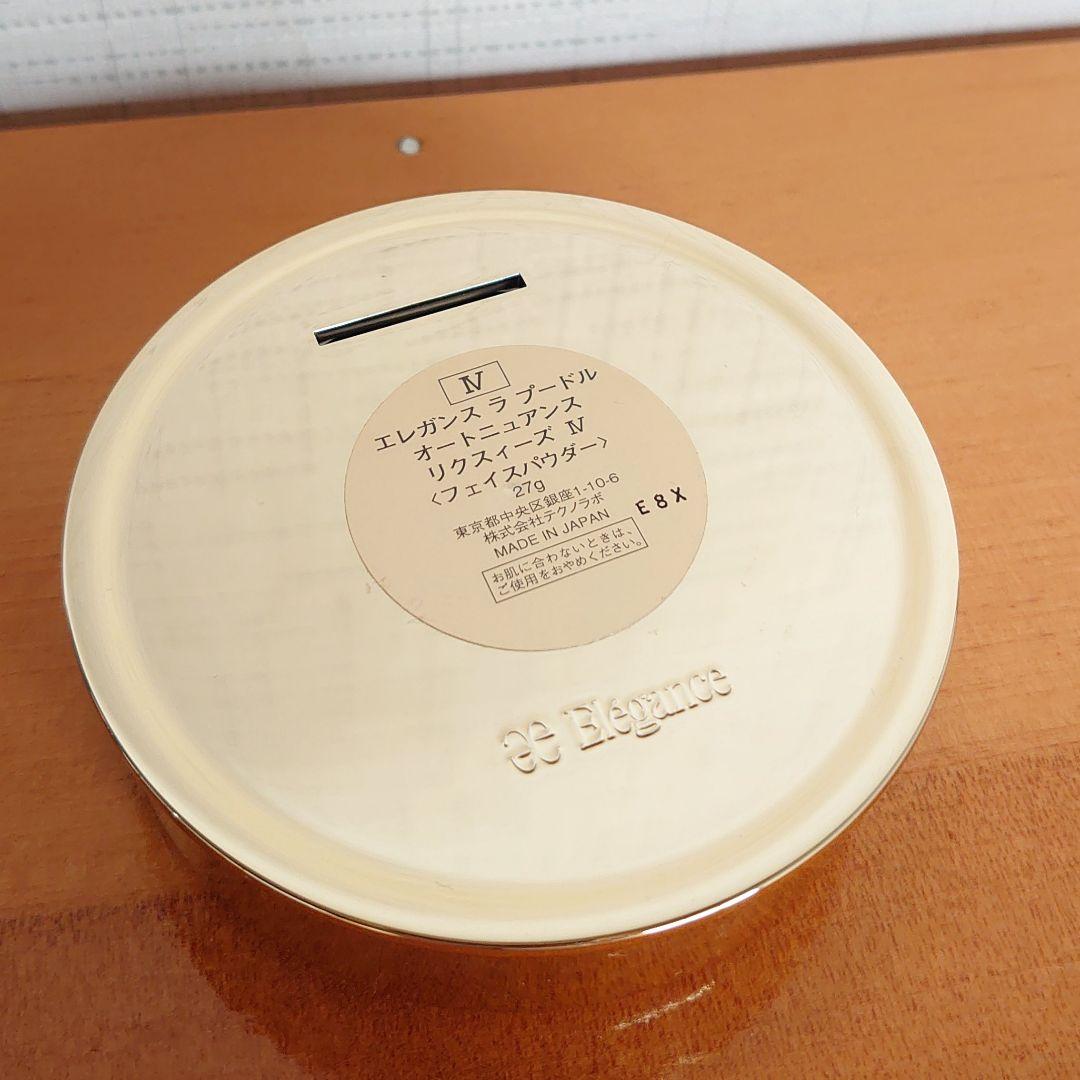 Ⅳ
エレガンス ラ プードル
オートニュアンス
リクスィーズ Ⅳ
〈フェイスパウダー〉
27g
東京都中央区銀座1-10-6
株式会社テクノラボ
MADE IN JAPAN
E8X
お肌に合わないときは、
ご使用をおやめください。
ee Elégance